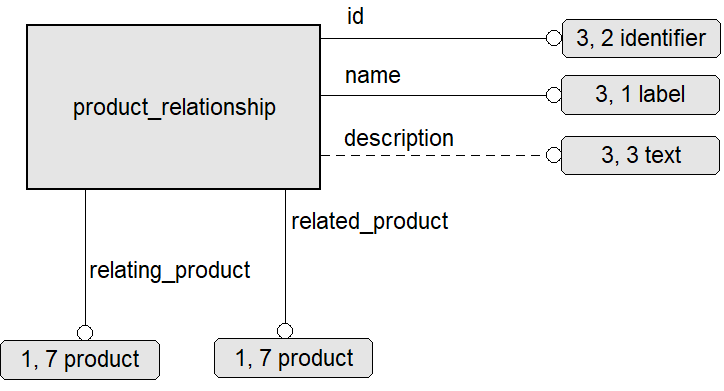 id
3, 2 identifier
name
3, 1 label
product_relationship
description
3, 3 text
related_product
relating_product
1, 7 product
1, 7 product